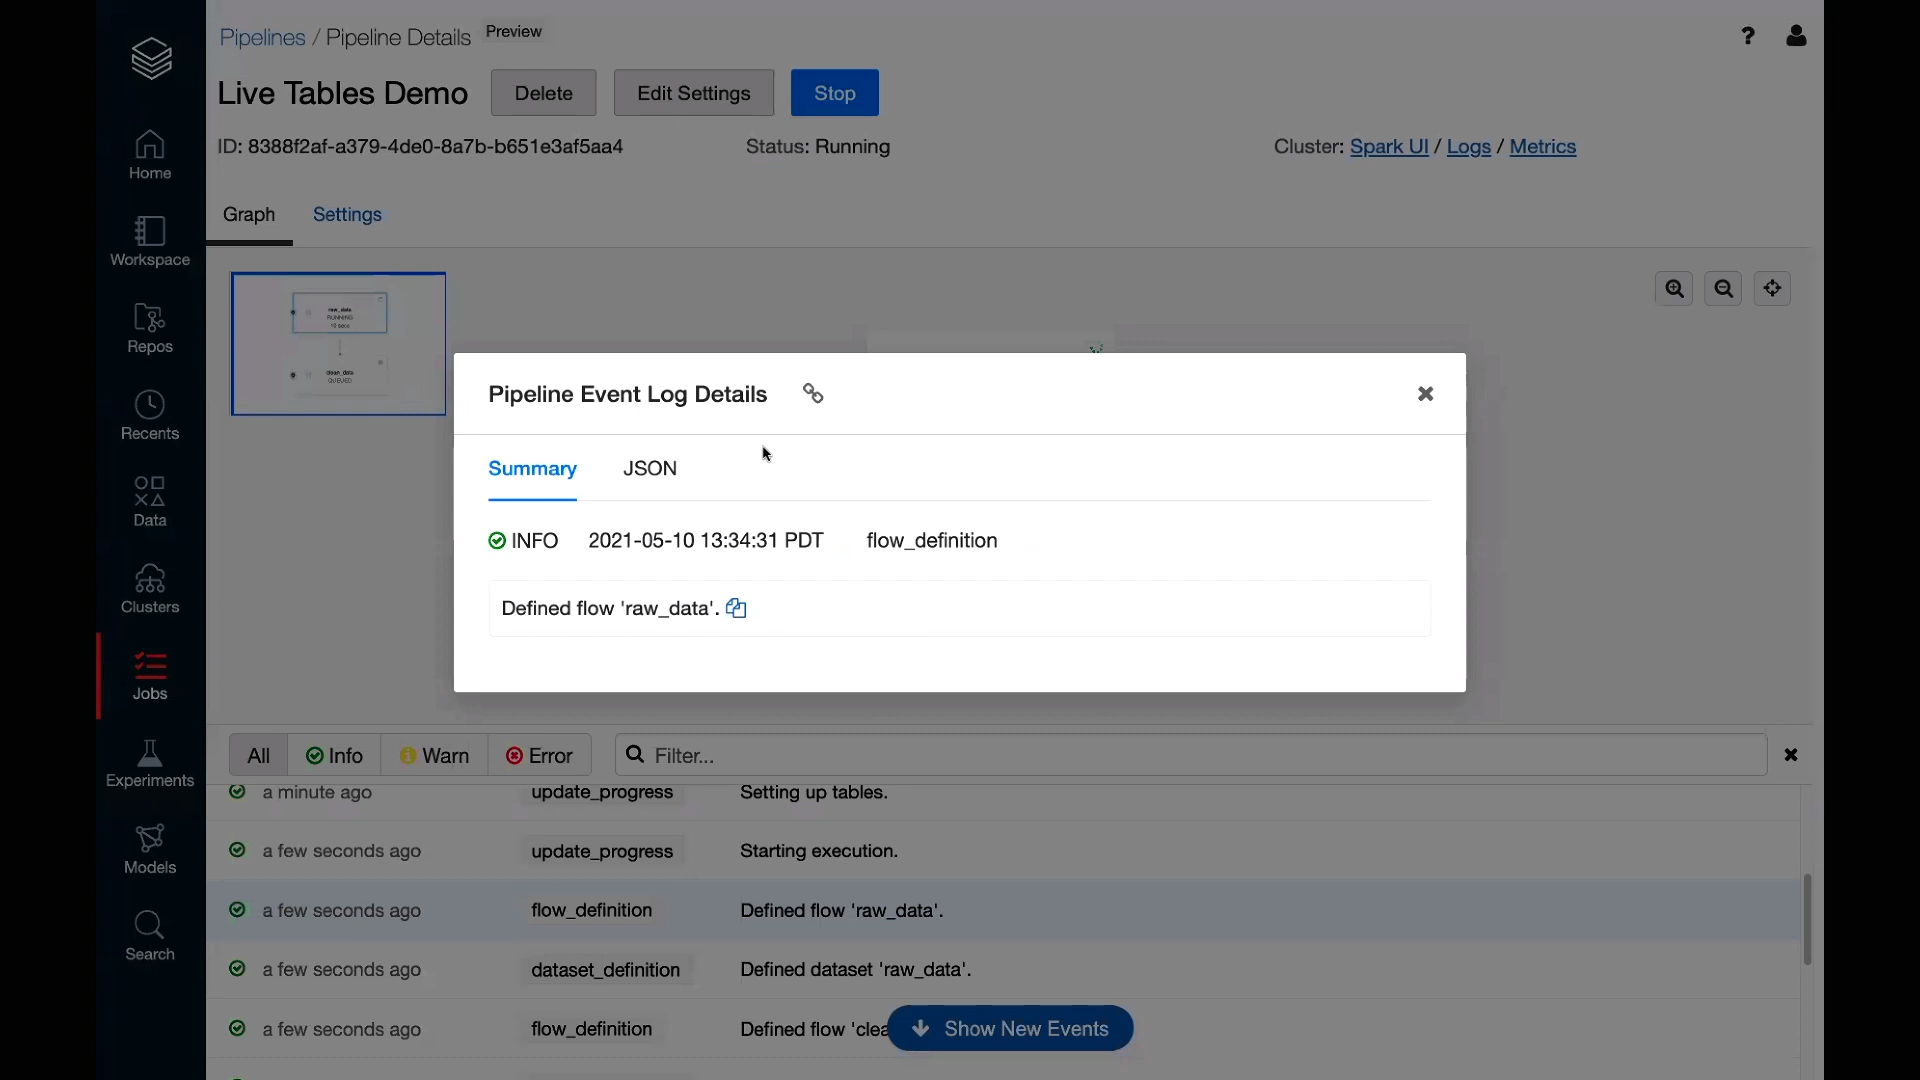 Pipelines / Pipeline Details Preview
Live Tables Demo Delete Edit Settings Stop
ID: 8388f2af-a379-4de0-8a7b-b651e3af5aa4 Status: Running Cluster: Spark UI / Logs / Metrics
Graph Settings
Home
Workspace
Repos
Recents
Data
Clusters
Jobs
Experiments
Models
Search
raw_data
RUNNING
clean_data
QUEUED
Pipeline Event Log Details
Summary JSON
INFO 2021-05-10 13:34:31 PDT flow_definition
Defined flow 'raw_data'.
All Info Warn Error Filter...
a minute ago update_progress Setting up tables.
a few seconds ago update_progress Starting execution.
a few seconds ago flow_definition Defined flow 'raw_data'.
a few seconds ago dataset_definition Defined dataset 'raw_data'.
a few seconds ago flow_definition Defined flow 'clea
Show New Events